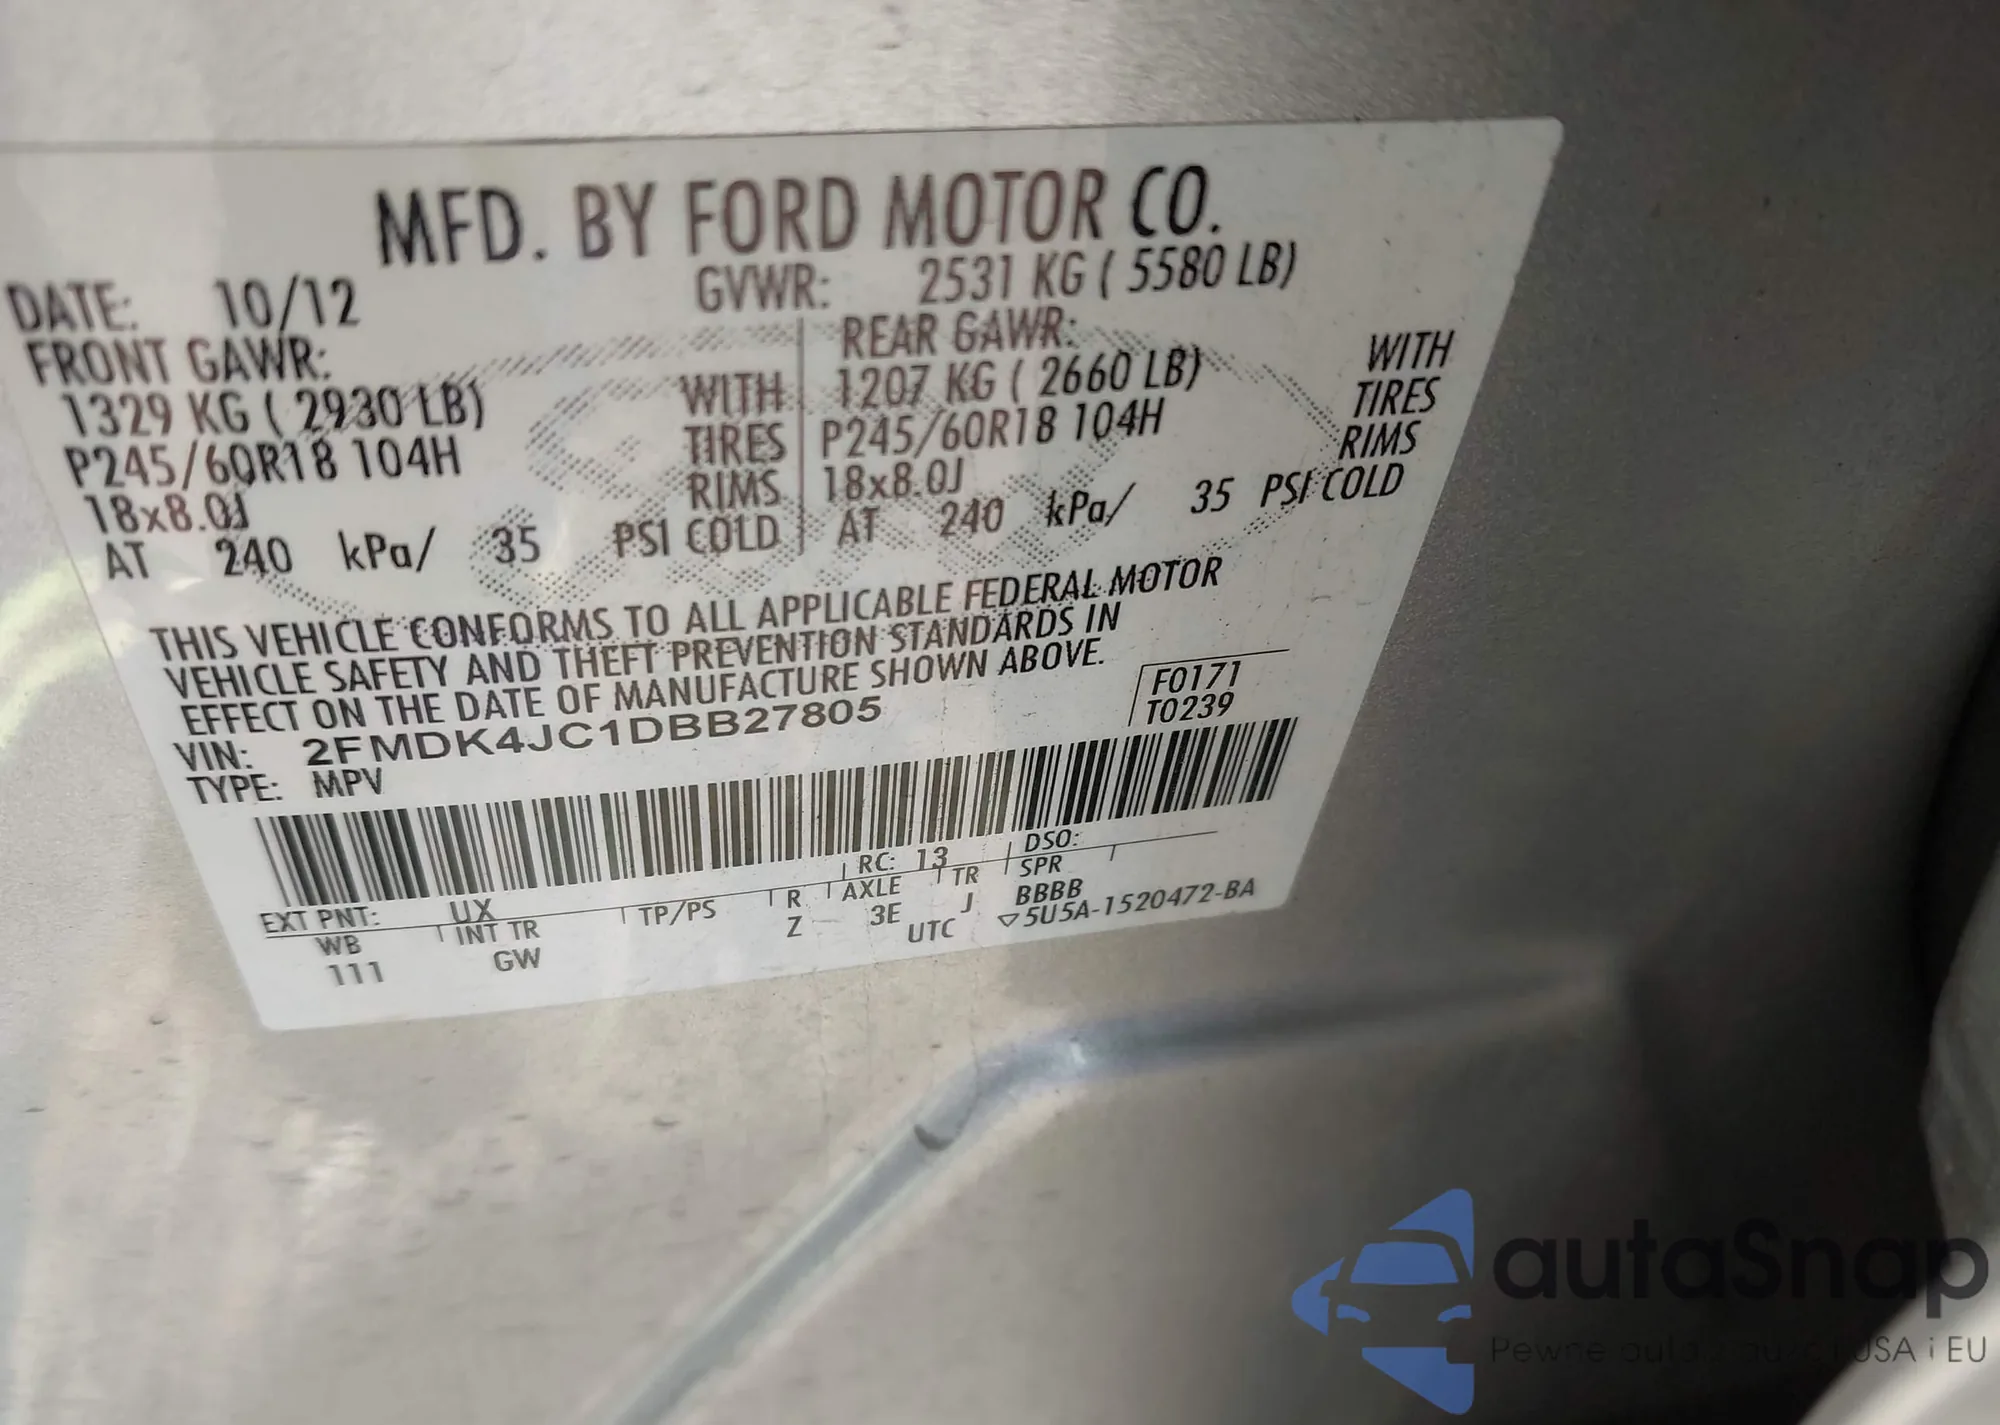 MFD. BY FORD MOTOR CO.
DATE: 10/12
GVWR: 2531 KG ( 5580 LB)
FRONT GAWR:
1329 KG ( 2930 LB)
WITH
P245/60R18 104H
TIRES
18x8.0J
RIMS
AT 240 kPa/ 35 PSI COLD
REAR GAWR:
1207 KG ( 2660 LB)
WITH
P245/60R18 104H
TIRES
18x8.0J
RIMS
AT 240 kPa/ 35 PSI COLD
THIS VEHICLE CONFORMS TO ALL APPLICABLE FEDERAL MOTOR
VEHICLE SAFETY AND THEFT PREVENTION STANDARDS IN
EFFECT ON THE DATE OF MANUFACTURE SHOWN ABOVE.
F0171
T0239
VIN: 2FMDK4JC1DBB27805
TYPE: MPV
EXT PNT: UX RC: 13 DSO:
WB INT TR TP/PS R AXLE TR SPR
111 GW Z 3E J BBBB
UTC ▽5U5A-1520472-BA
autaSnap
Pewne auta z USA i EU